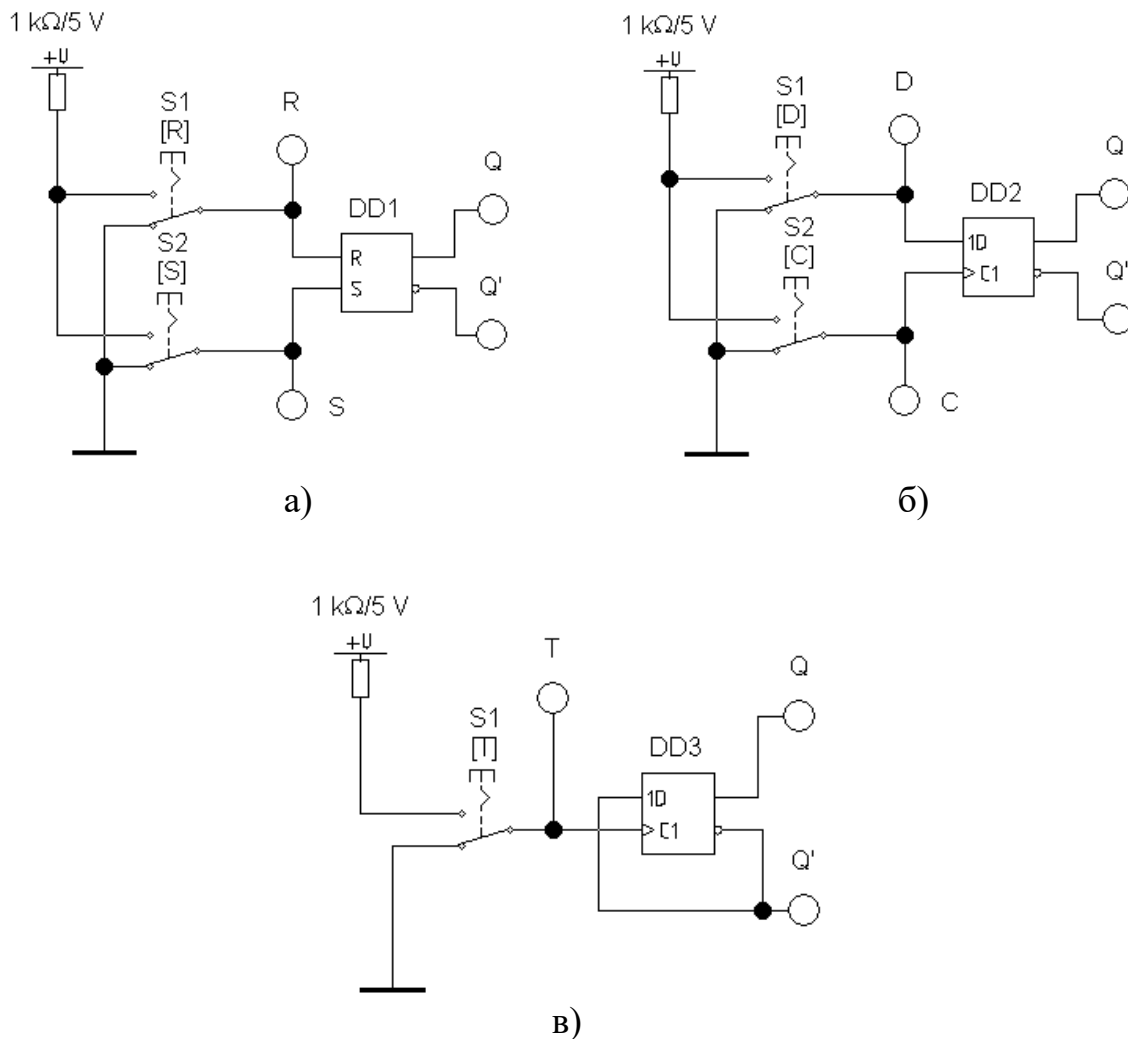 1 kΩ/5 V
+U
S1
[R]
R
Q
DD1
R
S
S2
[S]
Q'
S
а)
1 kΩ/5 V
+U
S1
[D]
D
Q
DD2
1D
C1
S2
[C]
Q'
C
б)
1 kΩ/5 V
+U
T
Q
S1
[T]
DD3
1D
C1
Q'
в)